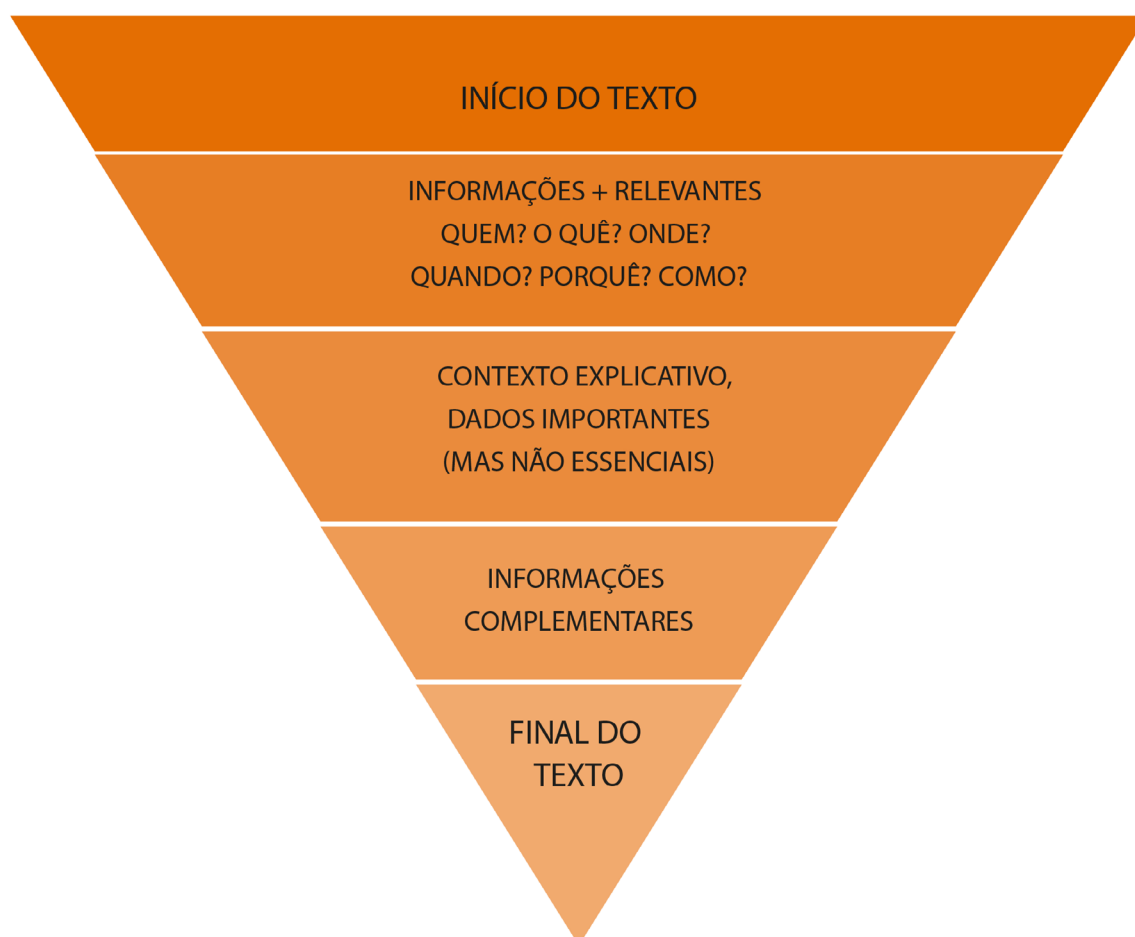 INÍCIO DO TEXTO
INFORMAÇÕES + RELEVANTES
QUEM? O QUÊ? ONDE?
QUANDO? PORQUÊ? COMO?
CONTEXTO EXPLICATIVO,
DADOS IMPORTANTES
(MAS NÃO ESSENCIAIS)
INFORMAÇÕES
COMPLEMENTARES
FINAL DO
TEXTO